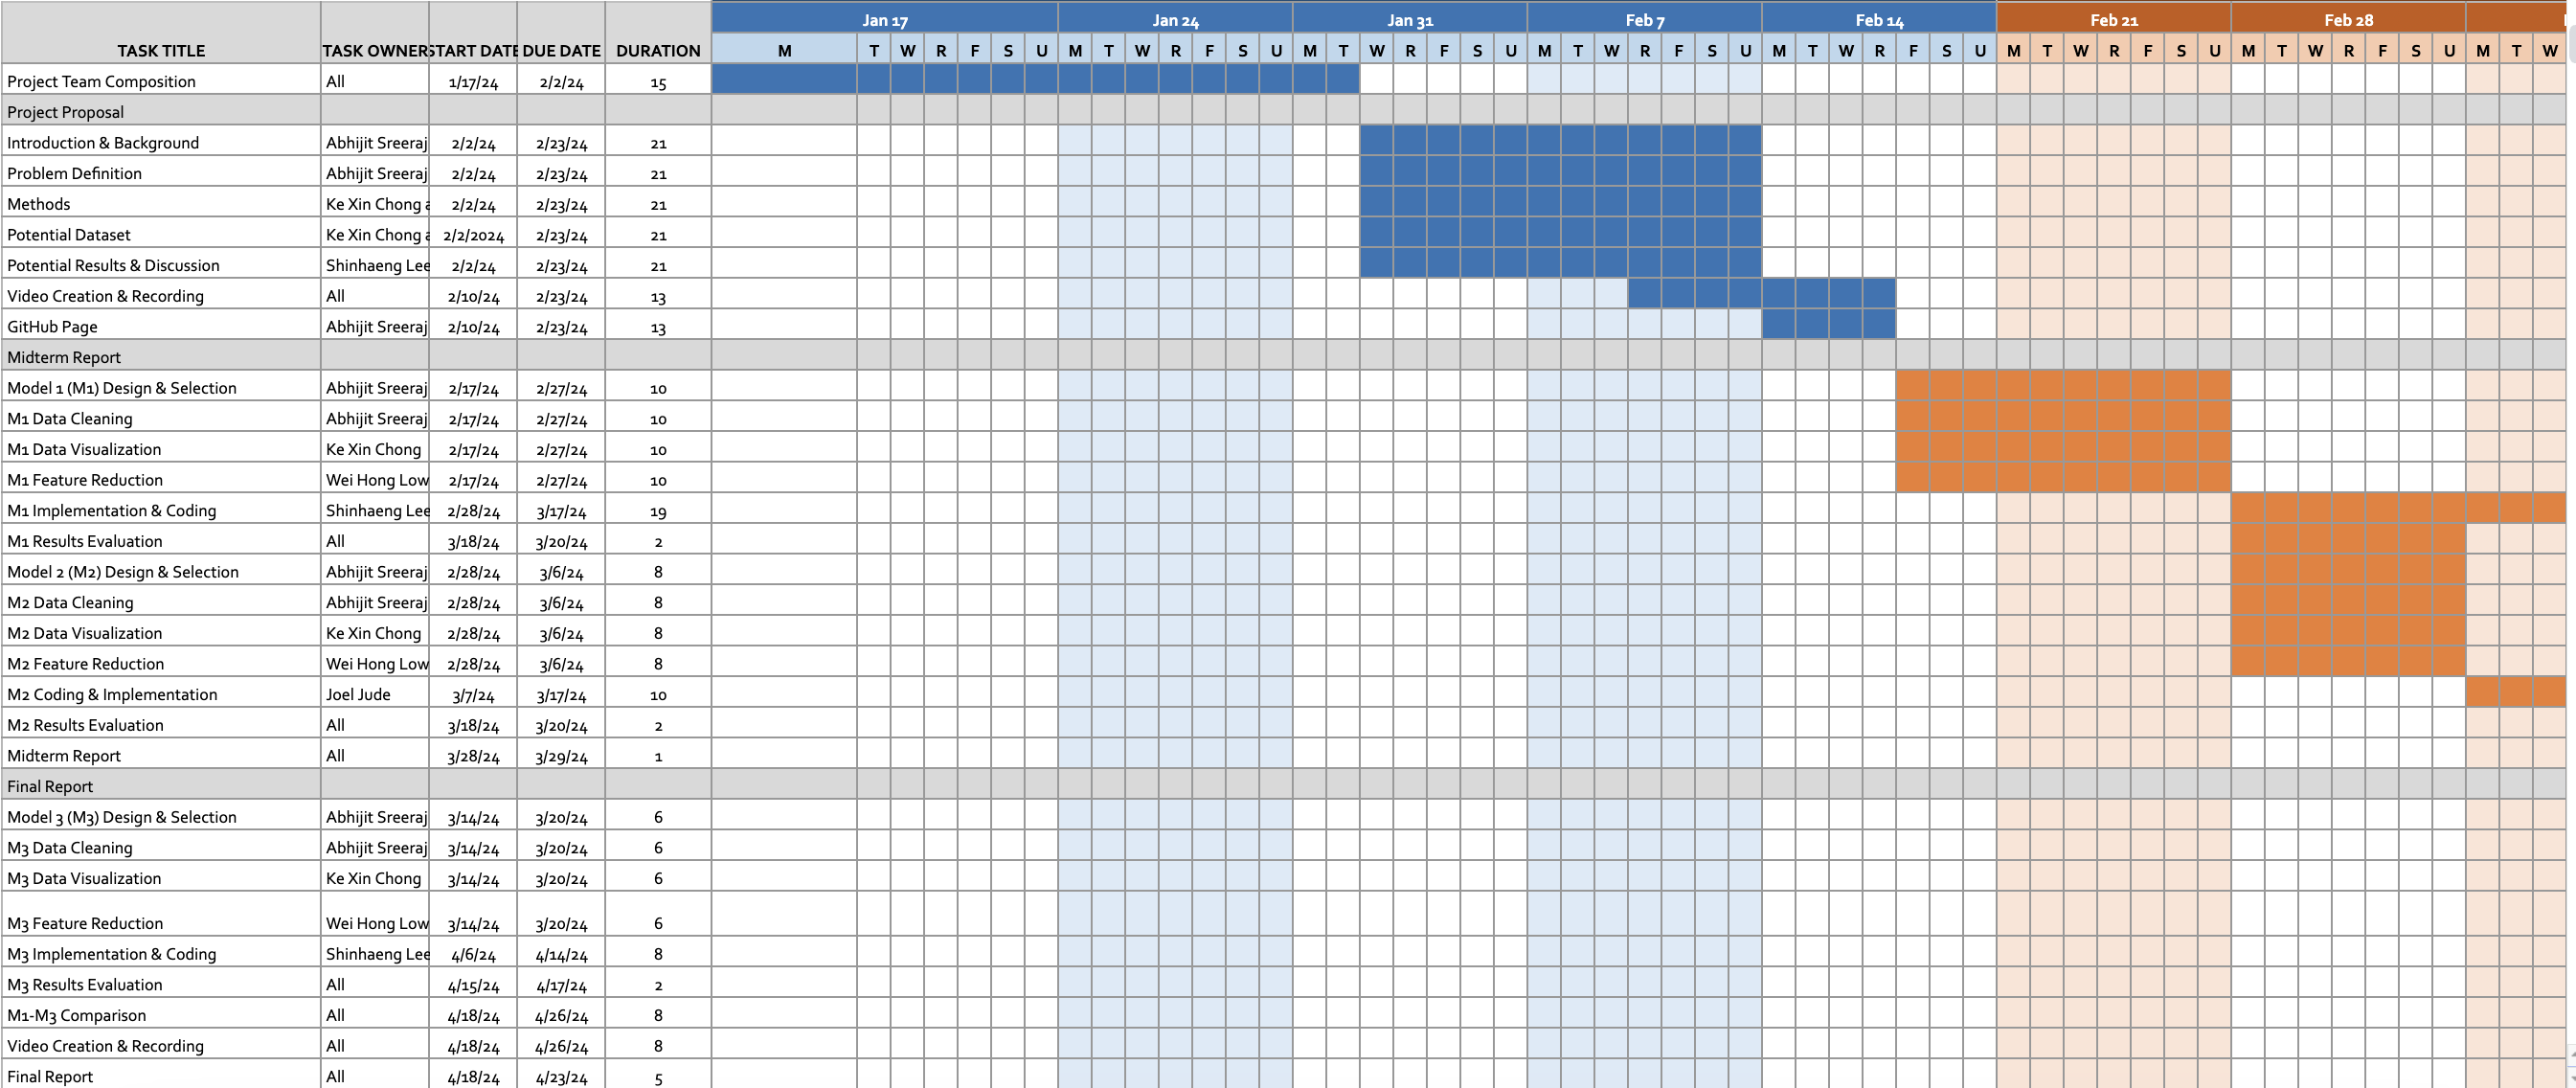 Jan 17 Jan 24 Jan 31 Feb 7 Feb 14 Feb 21 Feb 28
TASK TITLE TASK OWNER START DATE DUE DATE DURATION M T W R F S U M T W R F S U M T W R F S U M T W R F S U M T W R F S U M T W R F S U M T W R F S U M T W
Project Team Composition All 1/17/24 2/2/24 15
Project Proposal
Introduction & Background Abhijit Sreeraj 2/2/24 2/23/24 21
Problem Definition Abhijit Sreeraj 2/2/24 2/23/24 21
Methods Ke Xin Chong a 2/2/24 2/23/24 21
Potential Dataset Ke Xin Chong a 2/2/2024 2/23/24 21
Potential Results & Discussion Shinhaeng Lee 2/2/24 2/23/24 21
Video Creation & Recording All 2/10/24 2/23/24 13
GitHub Page Abhijit Sreeraj 2/10/24 2/23/24 13
Midterm Report
Model 1 (M1) Design & Selection Abhijit Sreeraj 2/17/24 2/27/24 10
M1 Data Cleaning Abhijit Sreeraj 2/17/24 2/27/24 10
M1 Data Visualization Ke Xin Chong 2/17/24 2/27/24 10
M1 Feature Reduction Wei Hong Low 2/17/24 2/27/24 10
M1 Implementation & Coding Shinhaeng Lee 2/28/24 3/17/24 19
M1 Results Evaluation All 3/18/24 3/20/24 2
Model 2 (M2) Design & Selection Abhijit Sreeraj 2/28/24 3/6/24 8
M2 Data Cleaning Abhijit Sreeraj 2/28/24 3/6/24 8
M2 Data Visualization Ke Xin Chong 2/28/24 3/6/24 8
M2 Feature Reduction Wei Hong Low 2/28/24 3/6/24 8
M2 Coding & Implementation Joel Jude 3/7/24 3/17/24 10
M2 Results Evaluation All 3/18/24 3/20/24 2
Midterm Report All 3/28/24 3/29/24 1
Final Report
Model 3 (M3) Design & Selection Abhijit Sreeraj 3/14/24 3/20/24 6
M3 Data Cleaning Abhijit Sreeraj 3/14/24 3/20/24 6
M3 Data Visualization Ke Xin Chong 3/14/24 3/20/24 6
M3 Feature Reduction Wei Hong Low 3/14/24 3/20/24 6
M3 Implementation & Coding Shinhaeng Lee 4/6/24 4/14/24 8
M3 Results Evaluation All 4/15/24 4/17/24 2
M1-M3 Comparison All 4/18/24 4/26/24 8
Video Creation & Recording All 4/18/24 4/26/24 8
Final Report All 4/18/24 4/23/24 5